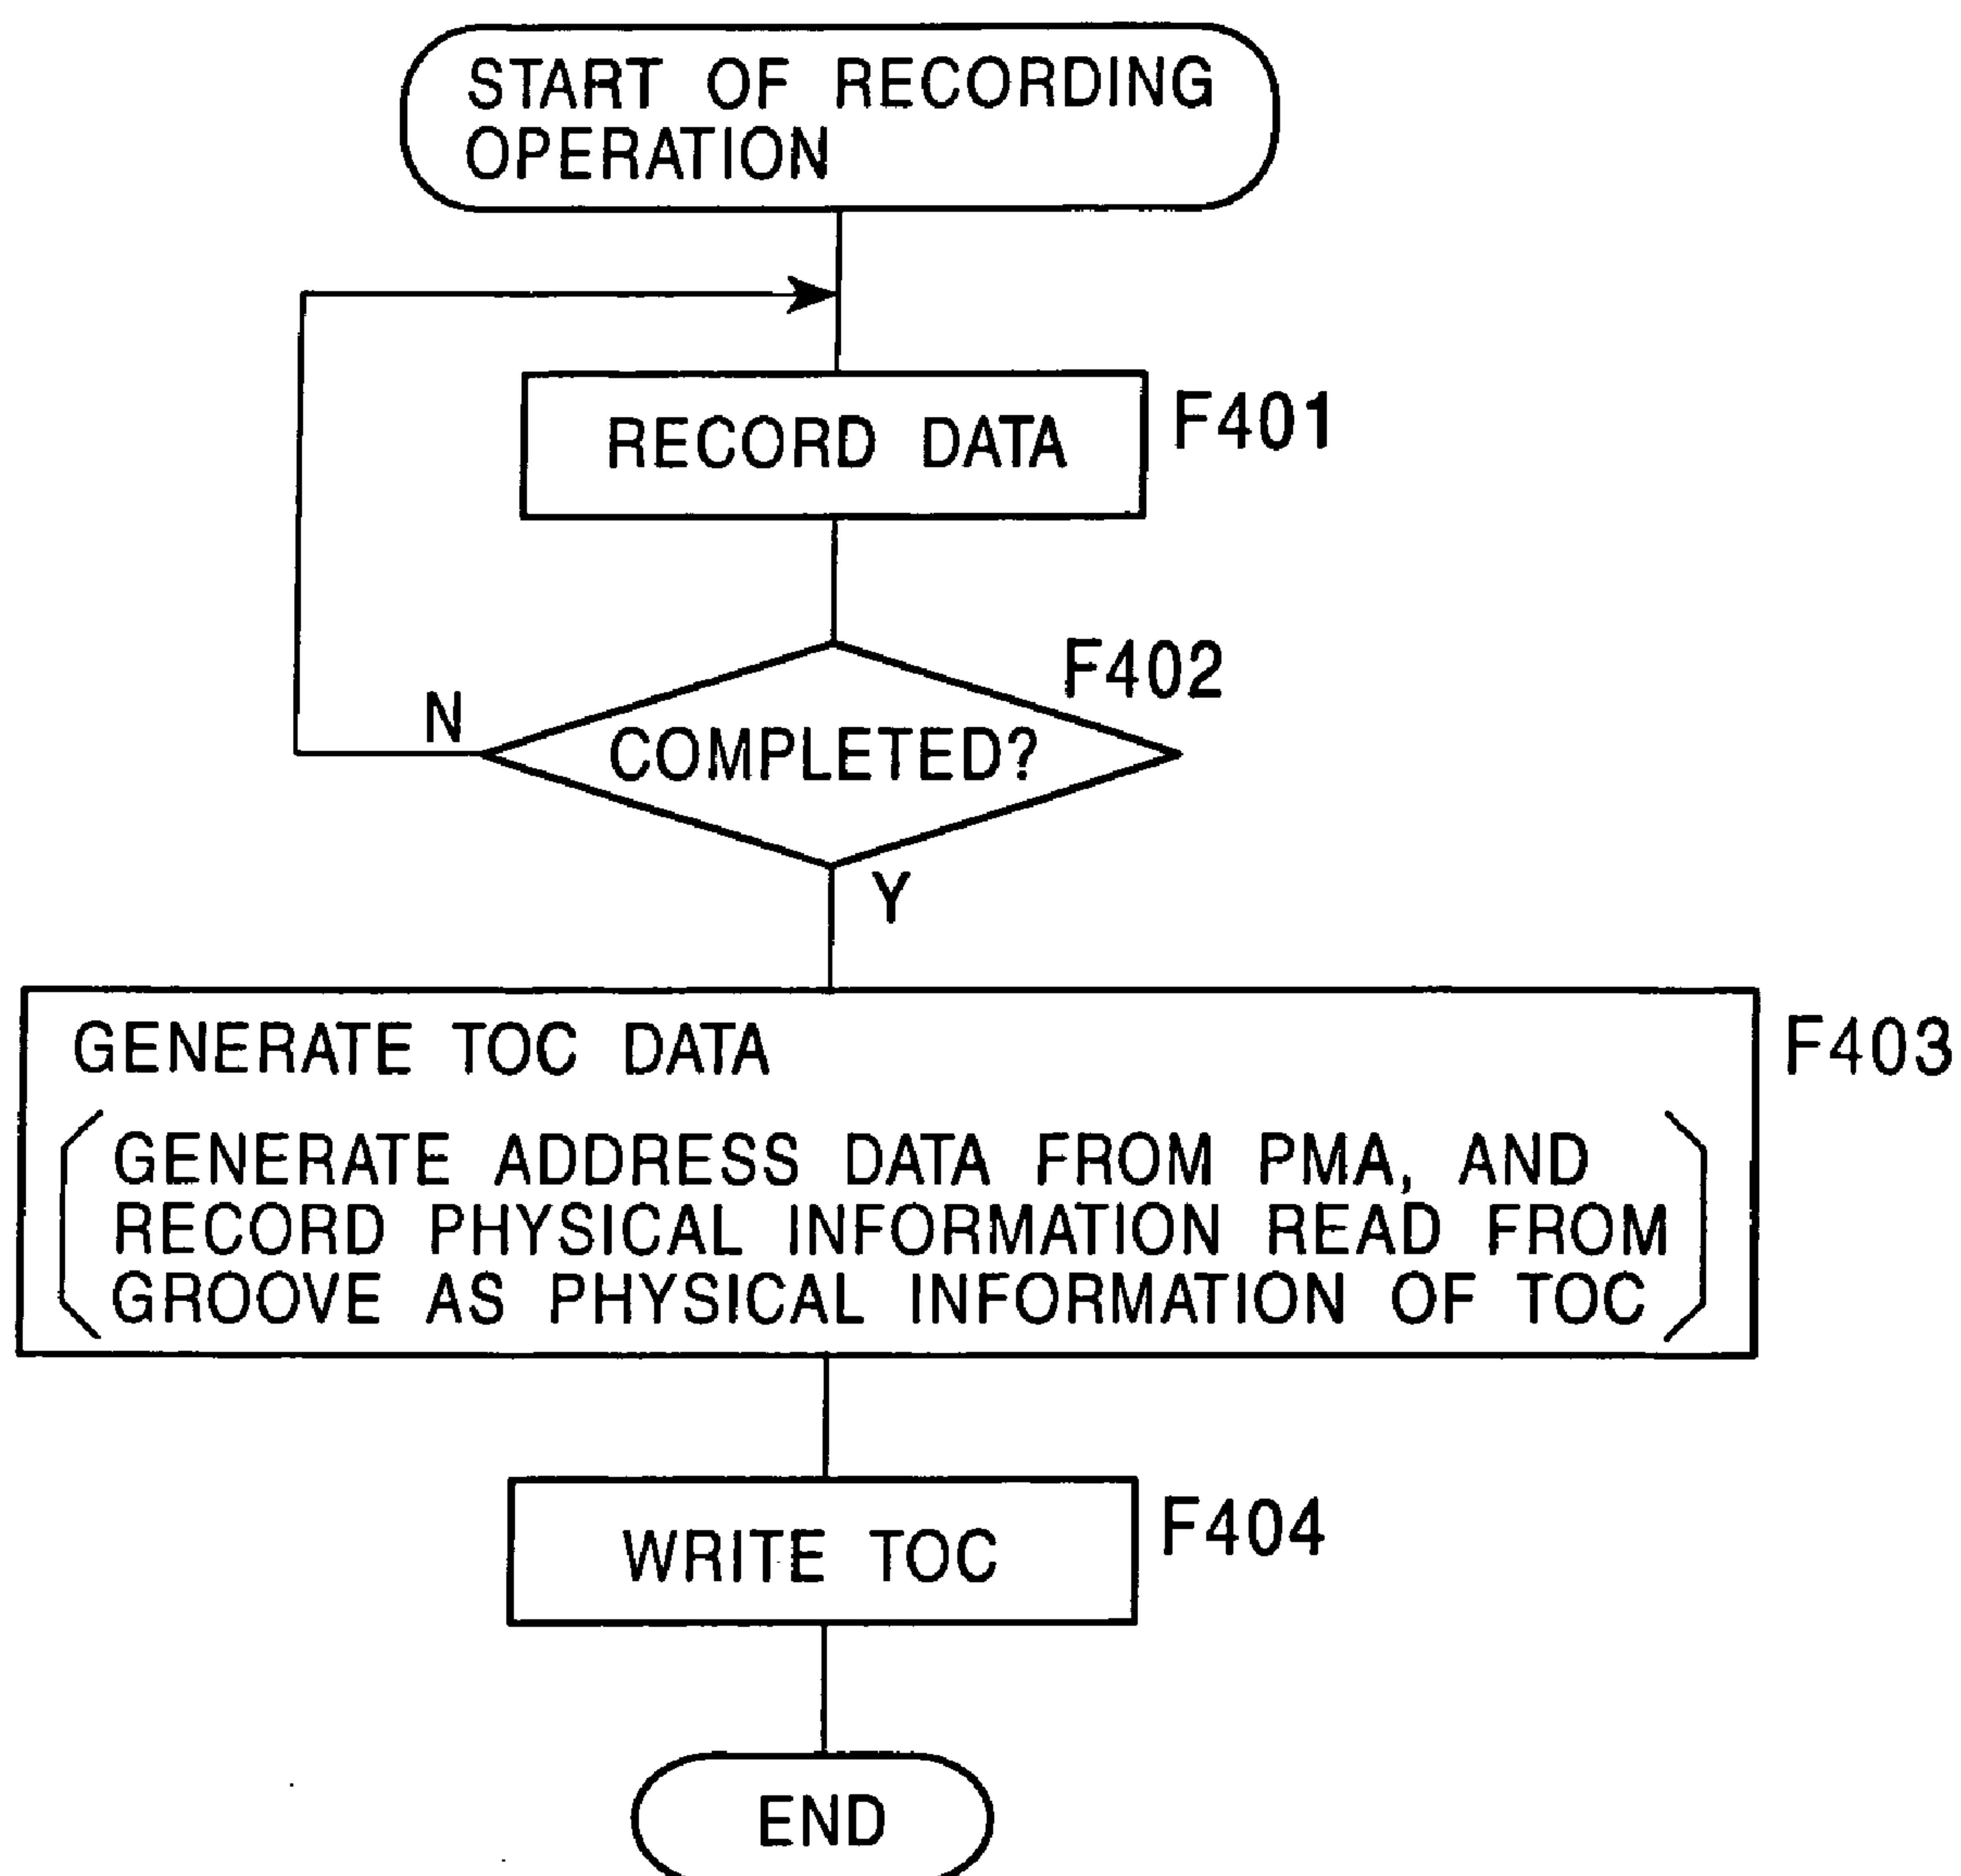 START OF RECORDING
OPERATION
RECORD DATA
F401
F402
N
COMPLETED?
Y
GENERATE TOC DATA
F403
GENERATE ADDRESS DATA FROM PMA, AND
RECORD PHYSICAL INFORMATION READ FROM
GROOVE AS PHYSICAL INFORMATION OF TOC
WRITE TOC
F404
END